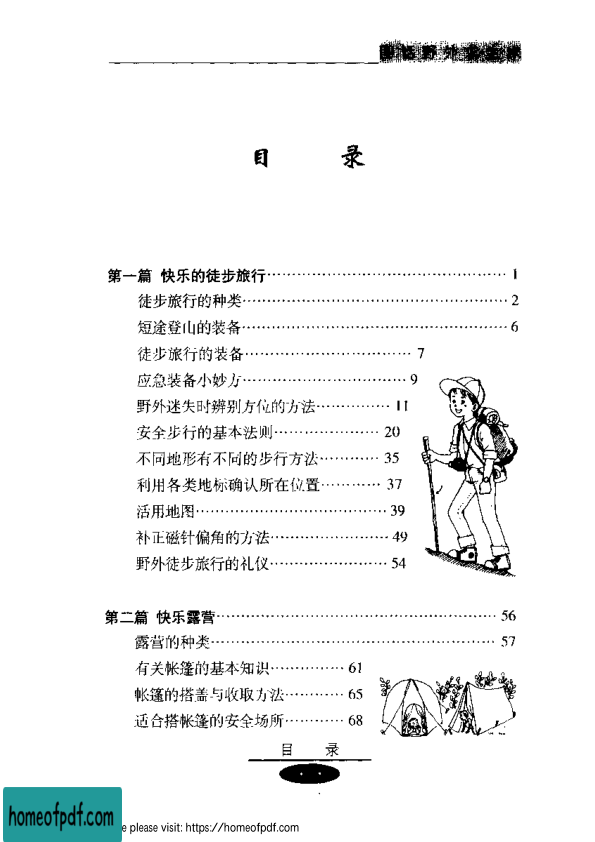 野外
目 录
第一篇 快乐的徒步旅行…………………………………………1
徒步旅行的种类…………………………………………2
短途登山的装备…………………………………………6
徒步旅行的装备…………………………7
应急装备小妙方…………………………9
野外迷失时辨别方位的方法……………11
安全步行的基本法则…………………20
不同地形有不同的步行方法…………35
利用各类地标确认所在位置…………37
活用地图………………………………39
补正磁针偏角的方法…………………49
野外徒步旅行的礼仪…………………54
第二篇 快乐露营……………………………………………56
露营的种类……………………………………………57
有关帐篷的基本知识……………61
帐篷的搭盖与收取方法…………65
适合搭帐篷的安全场所…………68
目 录
homeofpdf.com
e please visit: https://homeofpdf.com